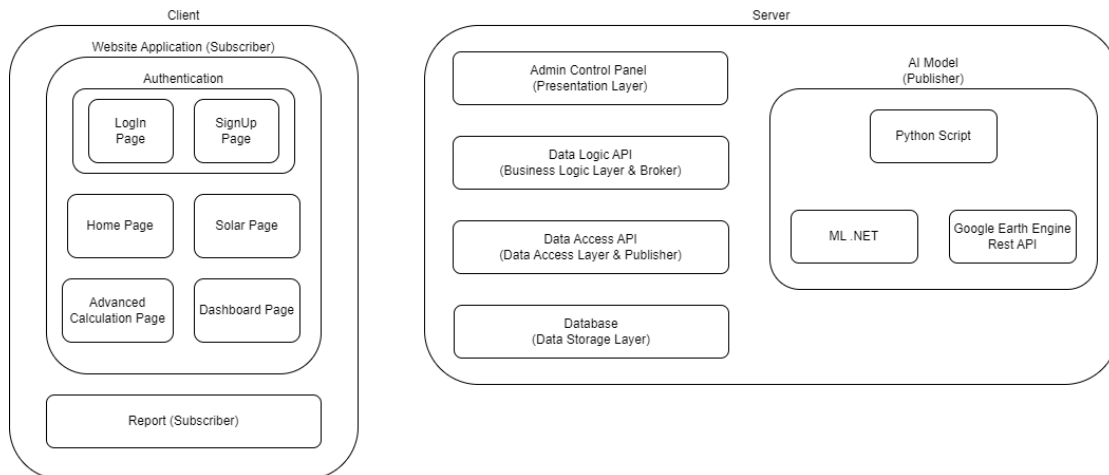 Client
Website Application (Subscriber)
Authentication
LogIn
Page
SignUp
Page
Home Page
Solar Page
Advanced
Calculation Page
Dashboard Page
Report (Subscriber)
Server
Admin Control Panel
(Presentation Layer)
Data Logic API
(Business Logic Layer & Broker)
Data Access API
(Data Access Layer & Publisher)
Database
(Data Storage Layer)
AI Model
(Publisher)
Python Script
ML .NET
Google Earth Engine
Rest API